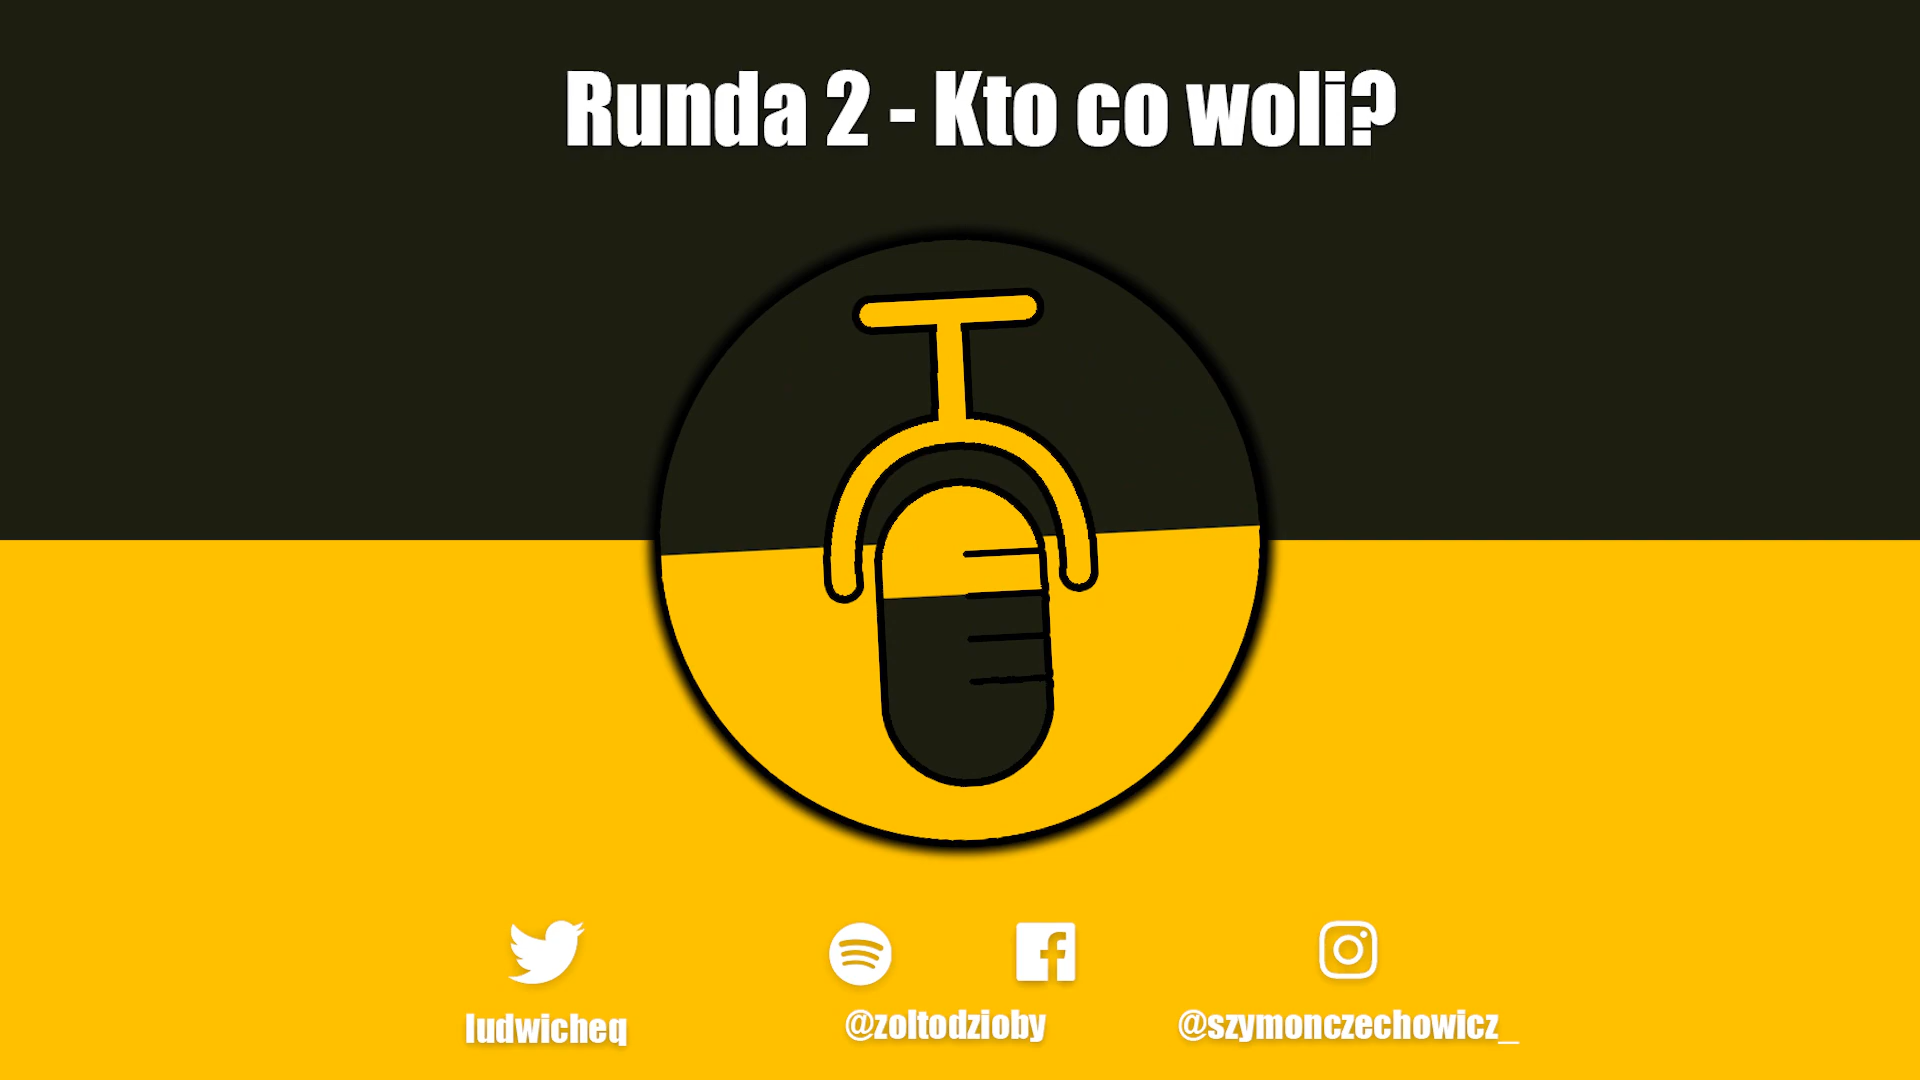 Runda 2 - Kto co woli?
ludwicheq
@zoltodzioby
@szymonczechowicz_